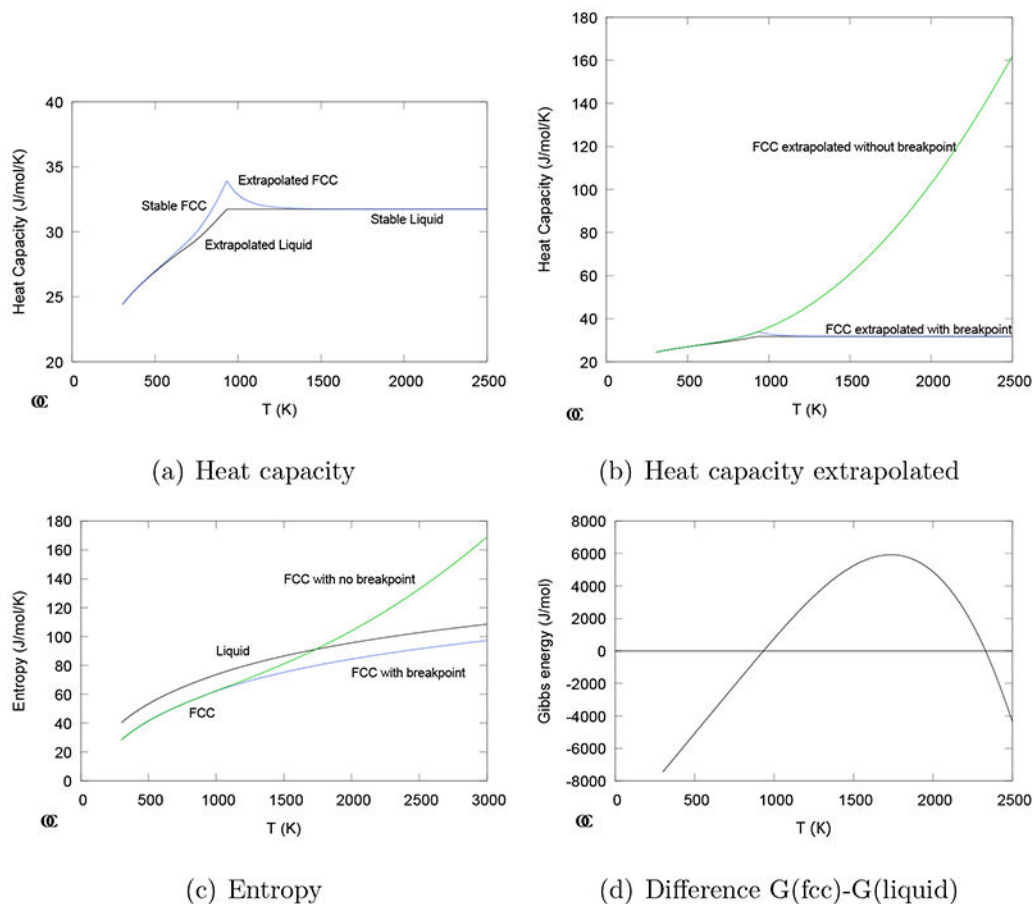 40
35
30
25
20
Heat Capacity (J/mol/K)
Extrapolated FCC
Stable FCC
Stable Liquid
Extrapolated Liquid
0 500 1000 1500 2000 2500
T (K)
(a) Heat capacity
180
160
140
120
100
80
60
40
20
Heat Capacity (J/mol/K)
FCC extrapolated without breakpoint
FCC extrapolated with breakpoint
0 500 1000 1500 2000 2500
T (K)
(b) Heat capacity extrapolated
180
160
140
120
100
80
60
40
20
0
Entropy (J/mol/K)
FCC with no breakpoint
Liquid
FCC with breakpoint
FCC
0 500 1000 1500 2000 2500 3000
T (K)
(c) Entropy
8000
6000
4000
2000
0
-2000
-4000
-6000
-8000
Gibbs energy (J/mol)
0 500 1000 1500 2000 2500
T (K)
(d) Difference G(fcc)-G(liquid)